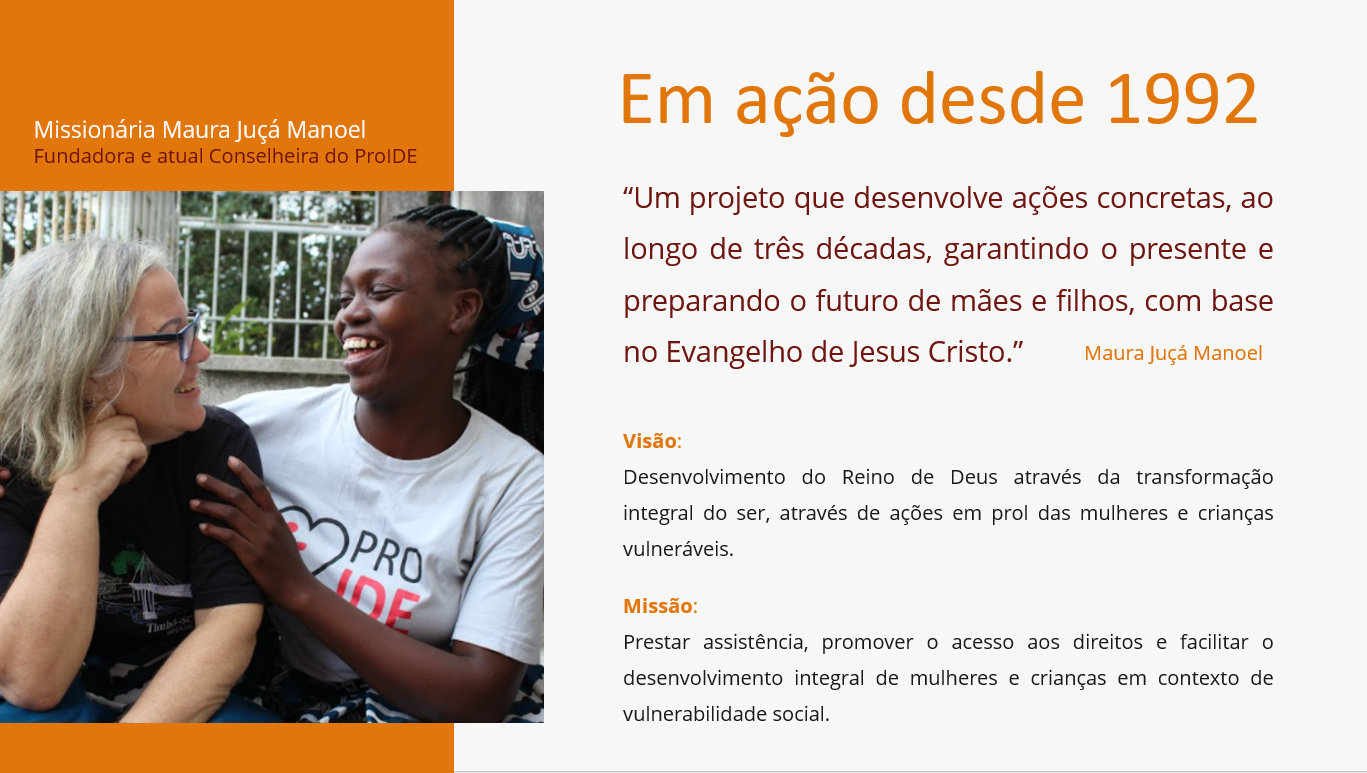 Missionária Maura Juçá Manoel
Fundadora e atual Conselheira do ProIDE
Em ação desde 1992
“Um projeto que desenvolve ações concretas, ao
longo de três décadas, garantindo o presente e
preparando o futuro de mães e filhos, com base
no Evangelho de Jesus Cristo.” Maura Juçá Manoel
Visão:
Desenvolvimento do Reino de Deus através da transformação
integral do ser, através de ações em prol das mulheres e crianças
vulneráveis.
Missão:
Prestar assistência, promover o acesso aos direitos e facilitar o
desenvolvimento integral de mulheres e crianças em contexto de
vulnerabilidade social.
PRO
IDE
Timbó-SC